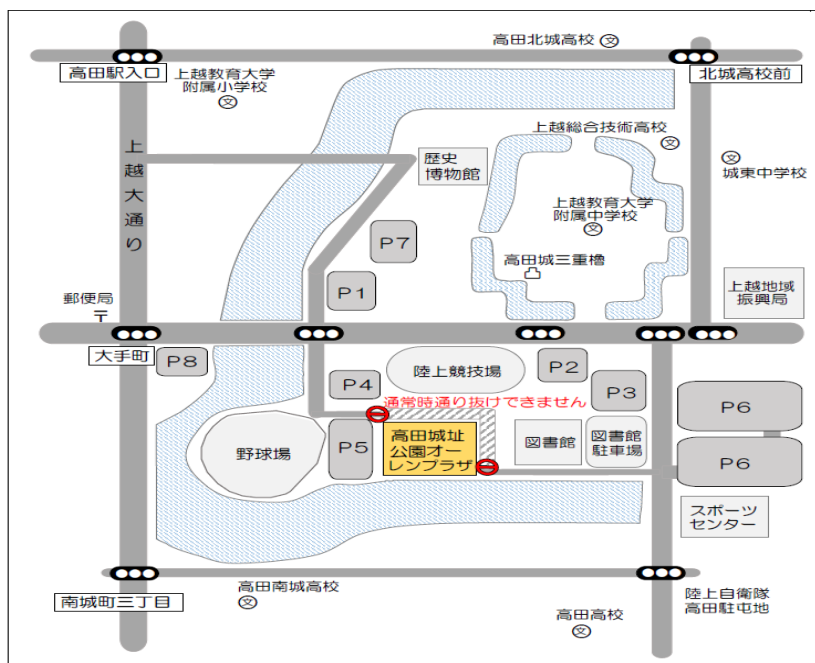 高田北城高校
文
高田駅入口
上越教育大学
附属小学校
文
北城高校前
上越大通り
上越総合技術高校
文
歴史
博物館
文
城東中学校
上越教育大学
附属中学校
文
P7
高田城三重櫓
P1
上越地域
振興局
郵便局
〒
大手町
P8
陸上競技場
P2
P4
P3
通常時通り抜けできません
P6
野球場
P5
高田城址
公園オー
レンプラザ
図書館
図書館
駐車場
P6
スポーツ
センター
南城町三丁目
高田南城高校
文
高田高校
文
陸上自衛隊
高田駐屯地